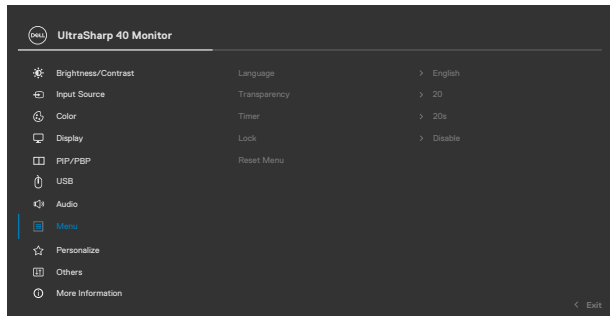 DELL UltraSharp 40 Monitor
Brightness/Contrast Language > English
Input Source Transparency > 20
Color Timer > 20s
Display Lock > Disable
PIP/PBP Reset Menu
USB
Audio
Menu
Personalize
Others
More Information
< Exit